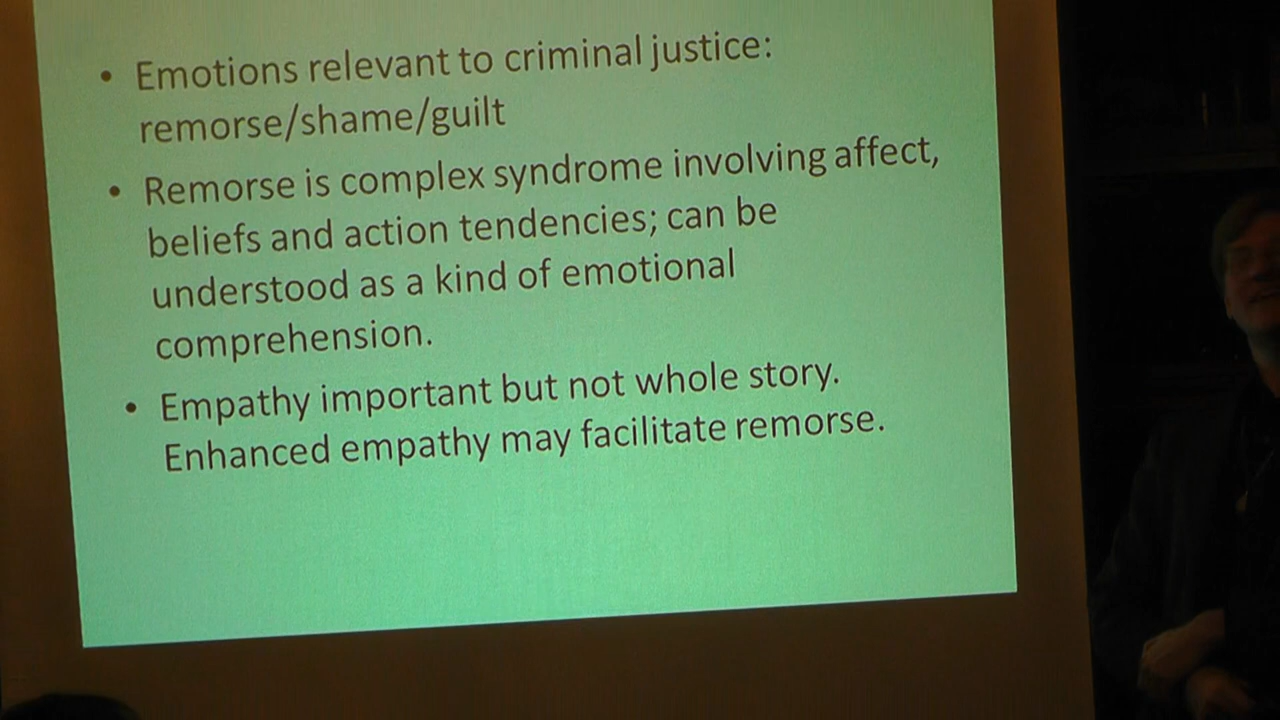 • Emotions relevant to criminal justice:
remorse/shame/guilt
• Remorse is complex syndrome involving affect,
beliefs and action tendencies; can be
understood as a kind of emotional
comprehension.
• Empathy important but not whole story.
Enhanced empathy may facilitate remorse.